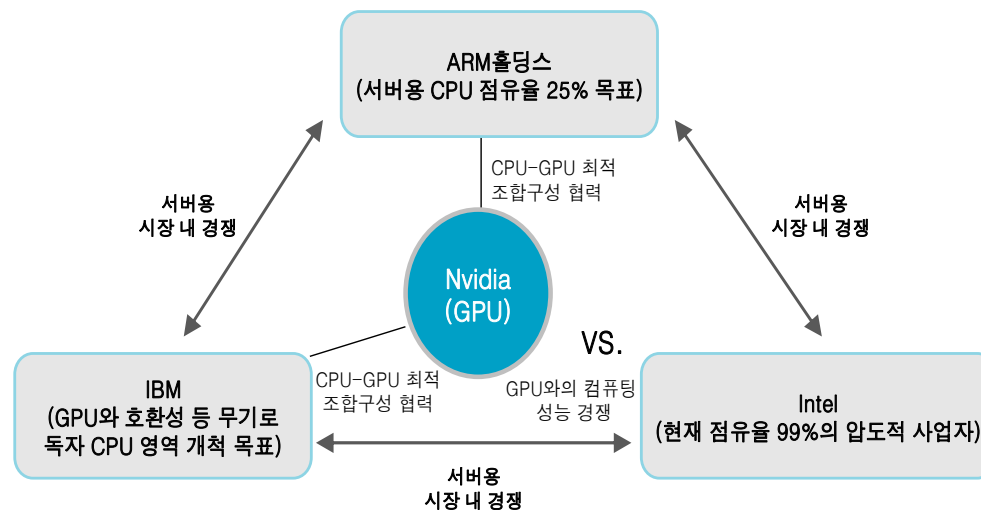 ARM홀딩스
(서버용 CPU 점유율 25% 목표)
CPU-GPU 최적
조합구성 협력
서버용
시장 내 경쟁
서버용
시장 내 경쟁
Nvidia
(GPU)
VS.
GPU와의 컴퓨팅
성능 경쟁
CPU-GPU 최적
조합구성 협력
IBM
(GPU와 호환성 등 무기로
독자 CPU 영역 개척 목표)
Intel
(현재 점유율 99%의 압도적 사업자)
서버용
시장 내 경쟁